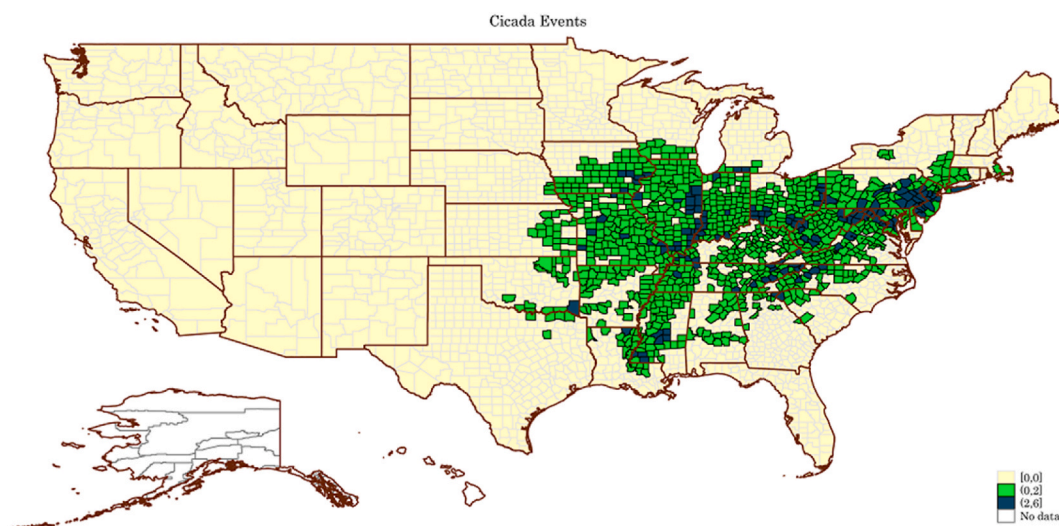 Cicada Events
[0,0]
(0,2]
(2,6]
No data